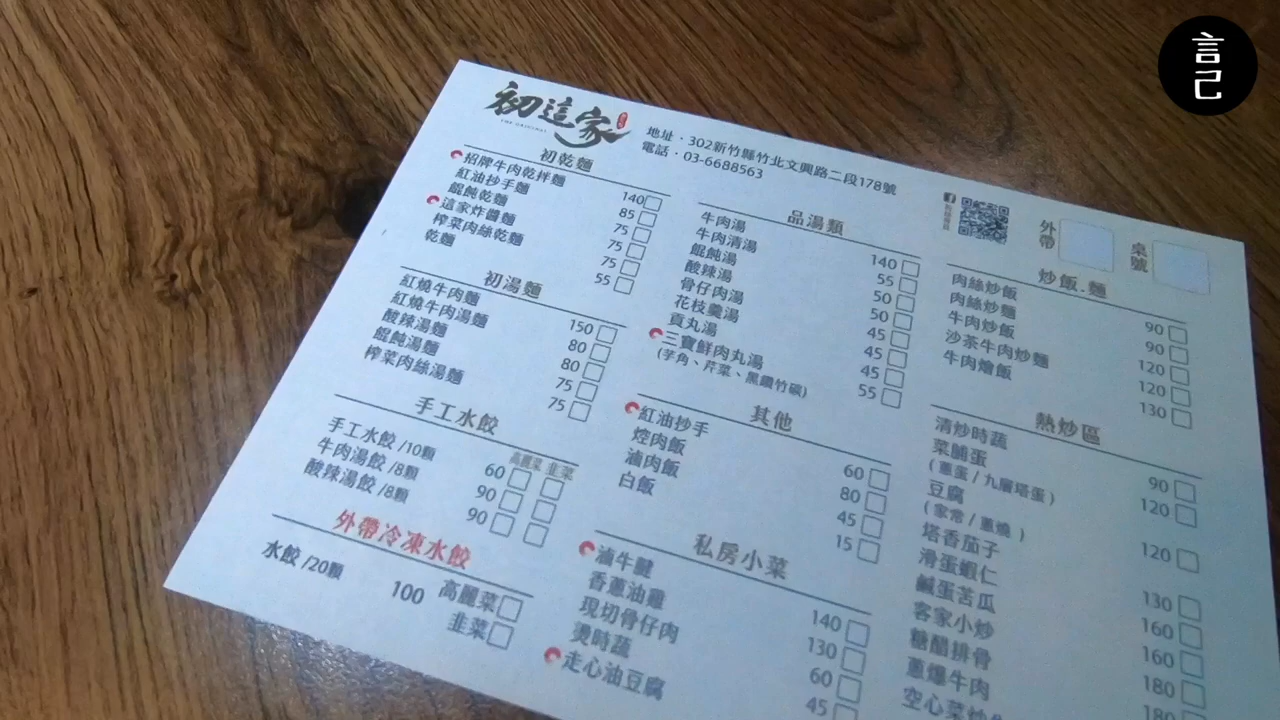 言己
初這家
THE ORIGINAL
地址・302新竹縣竹北文興路二段178號
電話・03-6688563
外帶
桌號
初乾麵
招牌牛肉乾拌麵 140
紅油抄手麵 85
餛飩乾麵 75
這家炸醬麵 75
榨菜肉絲乾麵 75
乾麵 55
初湯麵
紅燒牛肉麵 150
紅燒牛肉湯麵 80
酸辣湯麵 80
餛飩湯麵 75
榨菜肉絲湯麵 75
手工水餃
高麗菜 韭菜
手工水餃 /10顆 60
牛肉湯餃 /8顆 90
酸辣湯餃 /8顆 90
外帶冷凍水餃
水餃 /20顆 100 高麗菜
韭菜
品湯類
牛肉湯 140
牛肉清湯 55
餛飩湯 50
酸辣湯 50
骨仔肉湯 45
花枝羹湯 45
貢丸湯 45
三寶鮮肉丸湯 55
(芋角、芹菜、黑鑽竹礦)
其他
紅油抄手 60
焢肉飯 80
滷肉飯 45
白飯 15
私房小菜
滷牛腱 140
香蔥油雞 130
現切骨仔肉 60
燙時蔬 45
走心油豆腐
炒飯.麵
肉絲炒飯 90
肉絲炒麵 90
牛肉炒飯 120
沙茶牛肉炒麵 120
牛肉燴飯 130
熱炒區
清炒時蔬 90
菜脯蛋 120
( 蔥蛋 / 九層塔蛋 )
豆腐 120
( 家常 / 蔥燒 )
塔香茄子 130
滑蛋蝦仁 160
鹹蛋苦瓜 160
客家小炒 180
糖醋排骨 180
蔥爆牛肉
空心菜炒牛